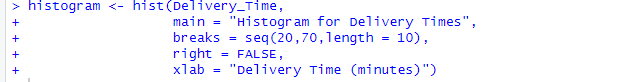 > histogram <- hist(Delivery_Time,
+ main = "Histogram for Delivery Times",
+ breaks = seq(20,70,length = 10),
+ right = FALSE,
+ xlab = "Delivery Time (minutes)")